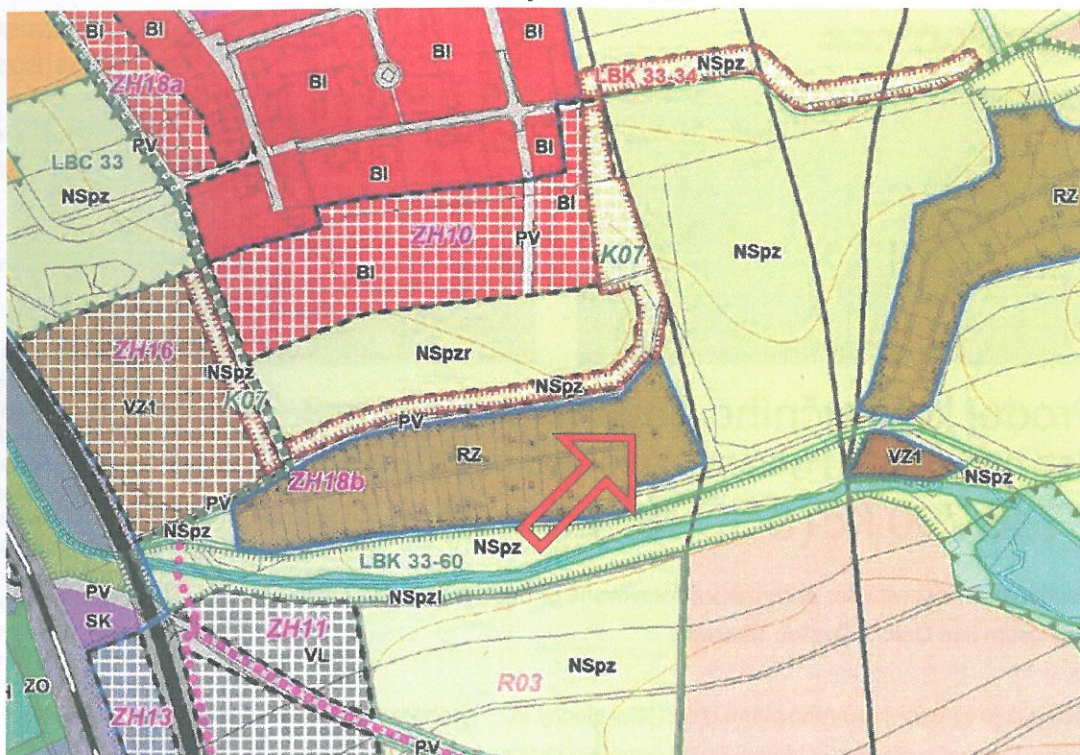 BI
BI
BI
BI
BI
ZH18a
LBK 33-34
NSpz
PV
BI
LBC 33
NSpz
BI
BI
RZ
ZH10
PV
NSpz
K07
BI
ZH16
NSpzr
NSpz
NSpz
VZ1
K07
PV
RZ
VZ1
ZH18b
NSpz
PV
NSpz
NSpz
LBK 33-60
PV
NSpzl
SK
ZH11
VL
NSpz
ZO
R03
ZH13
PV